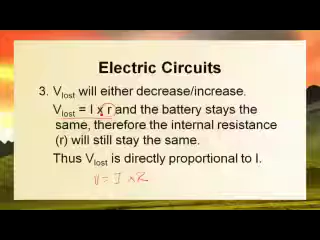 Electric Circuits
3. Vlost will either decrease/increase.
Vlost = I x r and the battery stays the
same, therefore the internal resistance
(r) will still stay the same.
Thus Vlost is directly proportional to I.
V = I x R